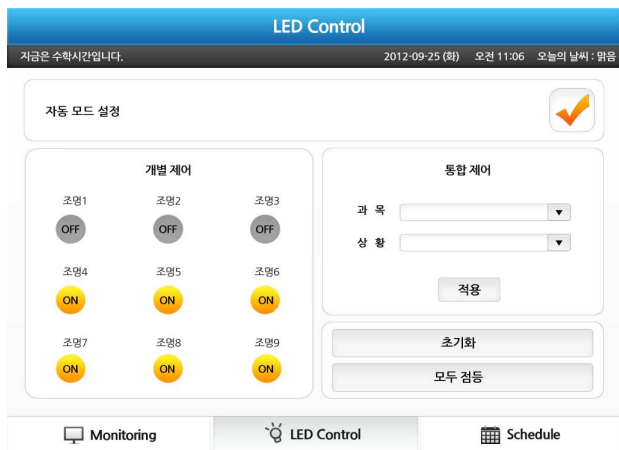 LED Control
지금은 수학시간입니다. 2012-09-25 (화) 오전 11:06 오늘의 날씨 : 맑음
자동 모드 설정
개별 제어
조명1 조명2 조명3
OFF OFF OFF
조명4 조명5 조명6
ON ON ON
조명7 조명8 조명9
ON ON ON
통합 제어
과 목
상 황
적용
초기화
모두 점등
Monitoring LED Control Schedule